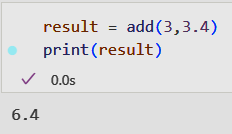 result = add(3,3.4)
print(result)
0.0s
6.4